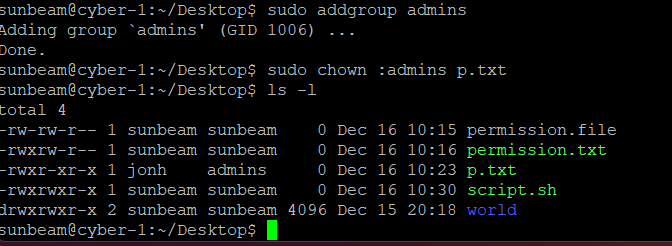 sunbeam@cyber-1:~/Desktop$ sudo addgroup admins
Adding group `admins' (GID 1006) ...
Done.
sunbeam@cyber-1:~/Desktop$ sudo chown :admins p.txt
sunbeam@cyber-1:~/Desktop$ ls -l
total 4
-rw-rw-r-- 1 sunbeam sunbeam    0 Dec 16 10:15 permission.file
-rwxrw-r-- 1 sunbeam sunbeam    0 Dec 16 10:16 permission.txt
-rwxr-xr-x 1 jonh    admins     0 Dec 16 10:23 p.txt
-rwxrwxr-x 1 sunbeam sunbeam    0 Dec 16 10:30 script.sh
drwxrwxr-x 2 sunbeam sunbeam 4096 Dec 15 20:18 world
sunbeam@cyber-1:~/Desktop$